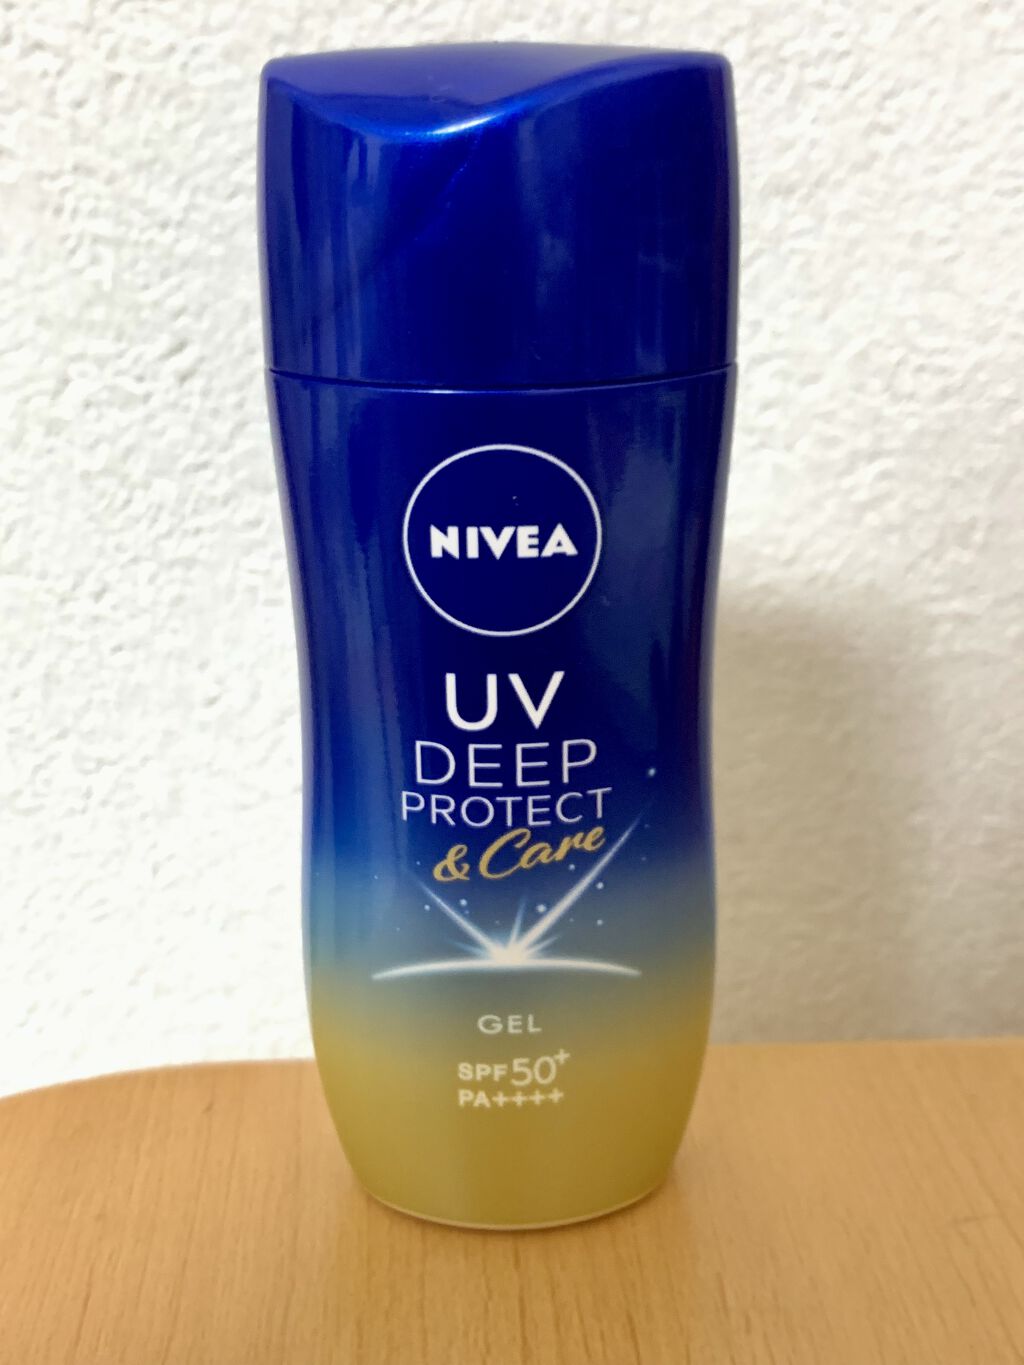 NIVEA
UV
DEEP
PROTECT
& Care
GEL
SPF50+
PA++++